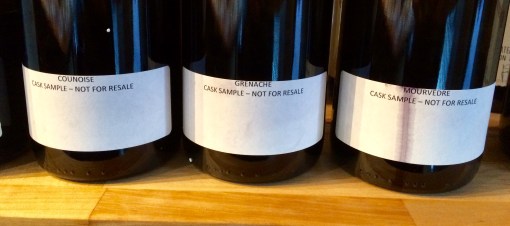 COUNOISE
CASK SAMPLE – NOT FOR RESALE
GRENACHE
CASK SAMPLE – NOT FOR RESALE
MOURVEDRE
CASK SAMPLE – NOT FOR RESALE